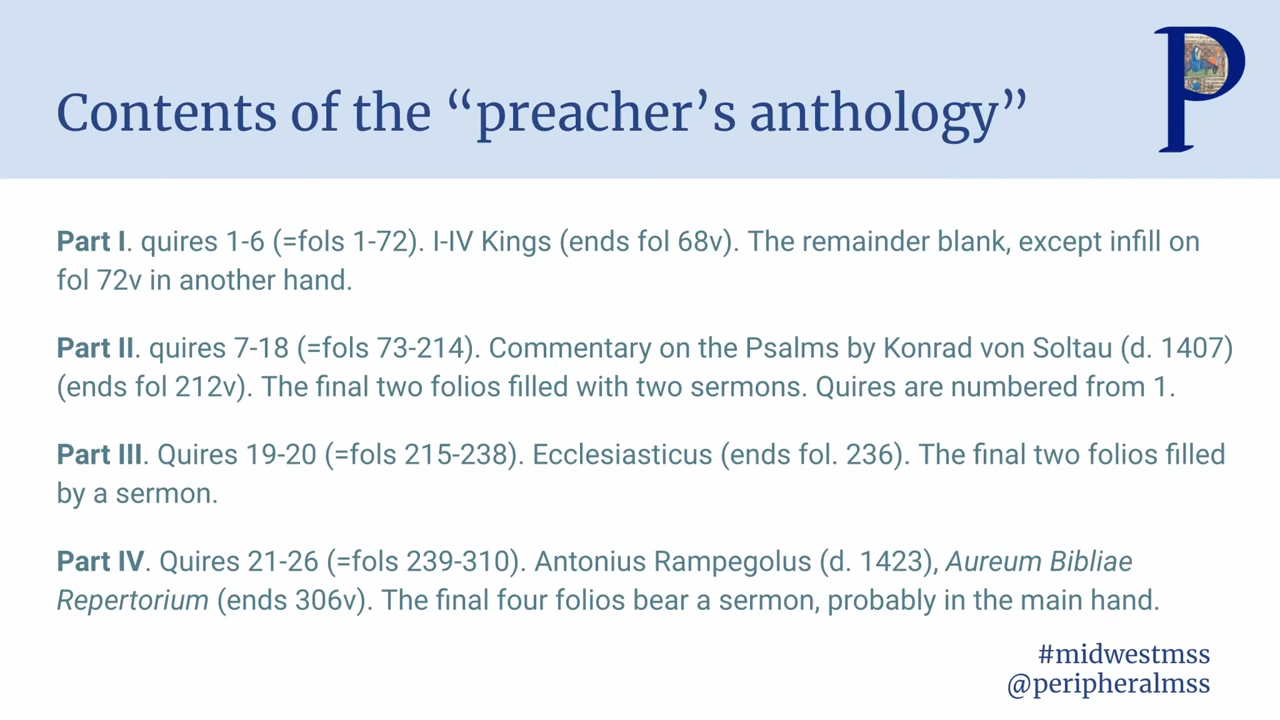 Contents of the “preacher’s anthology”
Part I. quires 1-6 (=fols 1-72). I-IV Kings (ends fol 68v). The remainder blank, except infill on
fol 72v in another hand.
Part II. quires 7-18 (=fols 73-214). Commentary on the Psalms by Konrad von Soltau (d. 1407)
(ends fol 212v). The final two folios filled with two sermons. Quires are numbered from 1.
Part III. Quires 19-20 (=fols 215-238). Ecclesiasticus (ends fol. 236). The final two folios filled
by a sermon.
Part IV. Quires 21-26 (=fols 239-310). Antonius Rampegolus (d. 1423), Aureum Bibliae
Repertorium (ends 306v). The final four folios bear a sermon, probably in the main hand.
#midwestmss
@peripheralmss
P